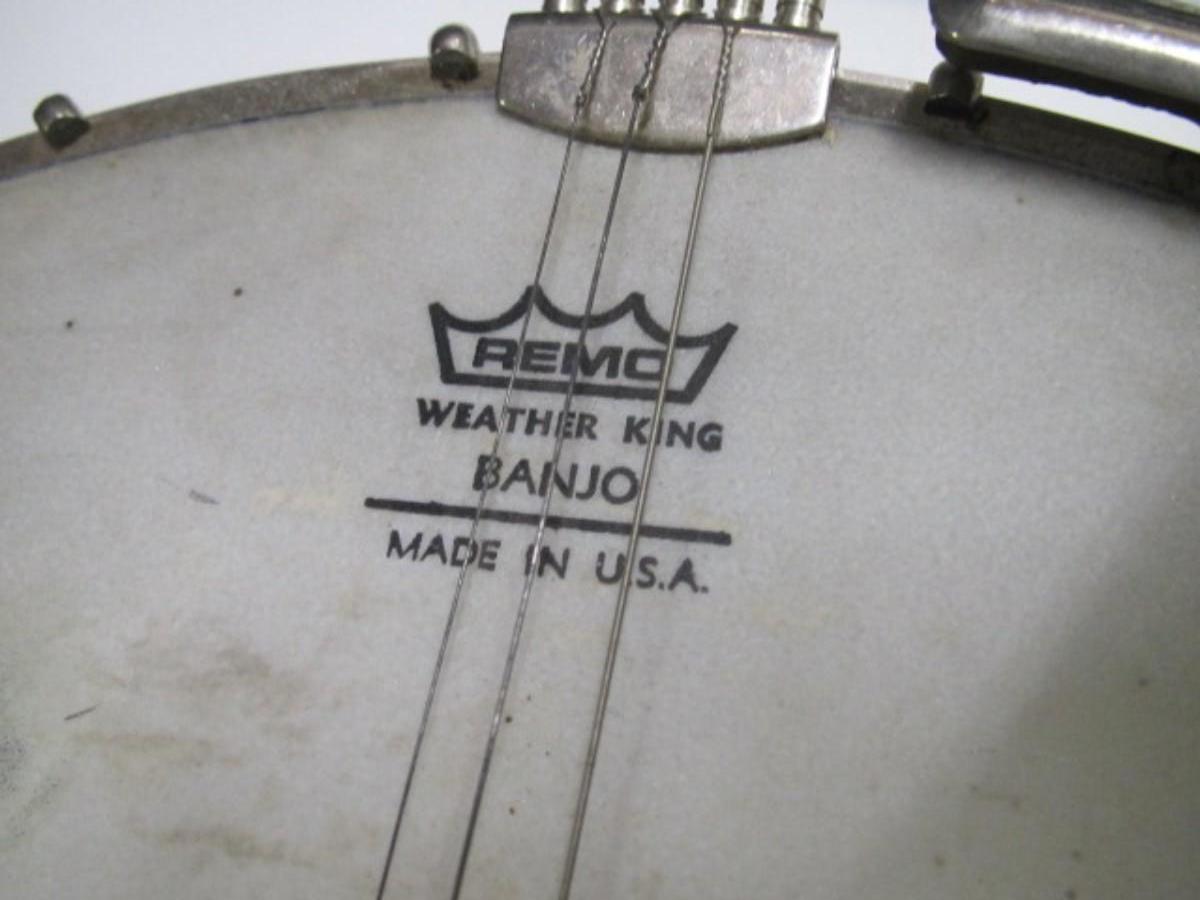 REMO
WEATHER KING
BANJO
MADE IN U.S.A.